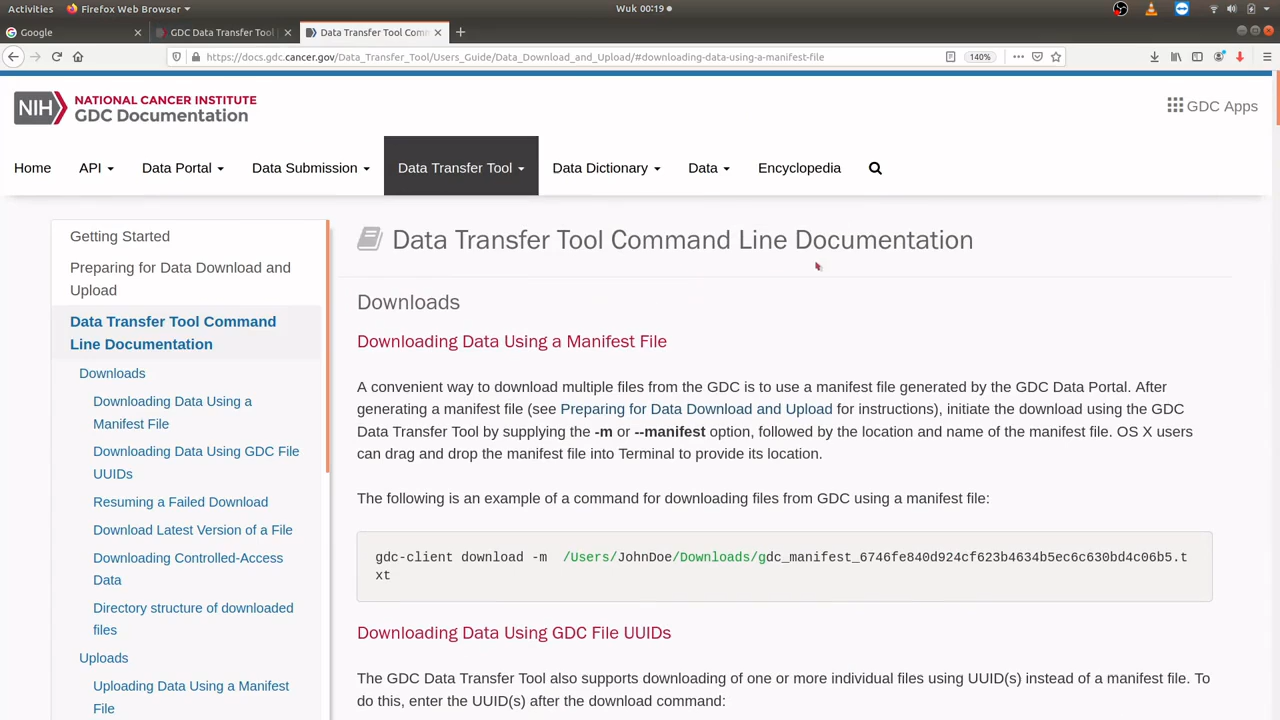 Activities Firefox Web Browser Wuk 00:19
Google GDC Data Transfer Tool Data Transfer Tool Com
https://docs.gdc.cancer.gov/Data_Transfer_Tool/Users_Guide/Data_Download_and_Upload/#downloading-data-using-a-manifest-file 140%
NIH NATIONAL CANCER INSTITUTE
GDC Documentation
GDC Apps
Home API Data Portal Data Submission Data Transfer Tool Data Dictionary Data Encyclopedia
Getting Started
Preparing for Data Download and
Upload
Data Transfer Tool Command
Line Documentation
Downloads
Downloading Data Using a
Manifest File
Downloading Data Using GDC File
UUIDs
Resuming a Failed Download
Download Latest Version of a File
Downloading Controlled-Access
Data
Directory structure of downloaded
files
Uploads
Uploading Data Using a Manifest
File
Data Transfer Tool Command Line Documentation
Downloads
Downloading Data Using a Manifest File
A convenient way to download multiple files from the GDC is to use a manifest file generated by the GDC Data Portal. After
generating a manifest file (see Preparing for Data Download and Upload for instructions), initiate the download using the GDC
Data Transfer Tool by supplying the -m or --manifest option, followed by the location and name of the manifest file. OS X users
can drag and drop the manifest file into Terminal to provide its location.
The following is an example of a command for downloading files from GDC using a manifest file:
gdc-client download -m  /Users/JohnDoe/Downloads/gdc_manifest_6746fe840d924cf623b4634b5ec6c630bd4c06b5.t
xt
Downloading Data Using GDC File UUIDs
The GDC Data Transfer Tool also supports downloading of one or more individual files using UUID(s) instead of a manifest file. To
do this, enter the UUID(s) after the download command: